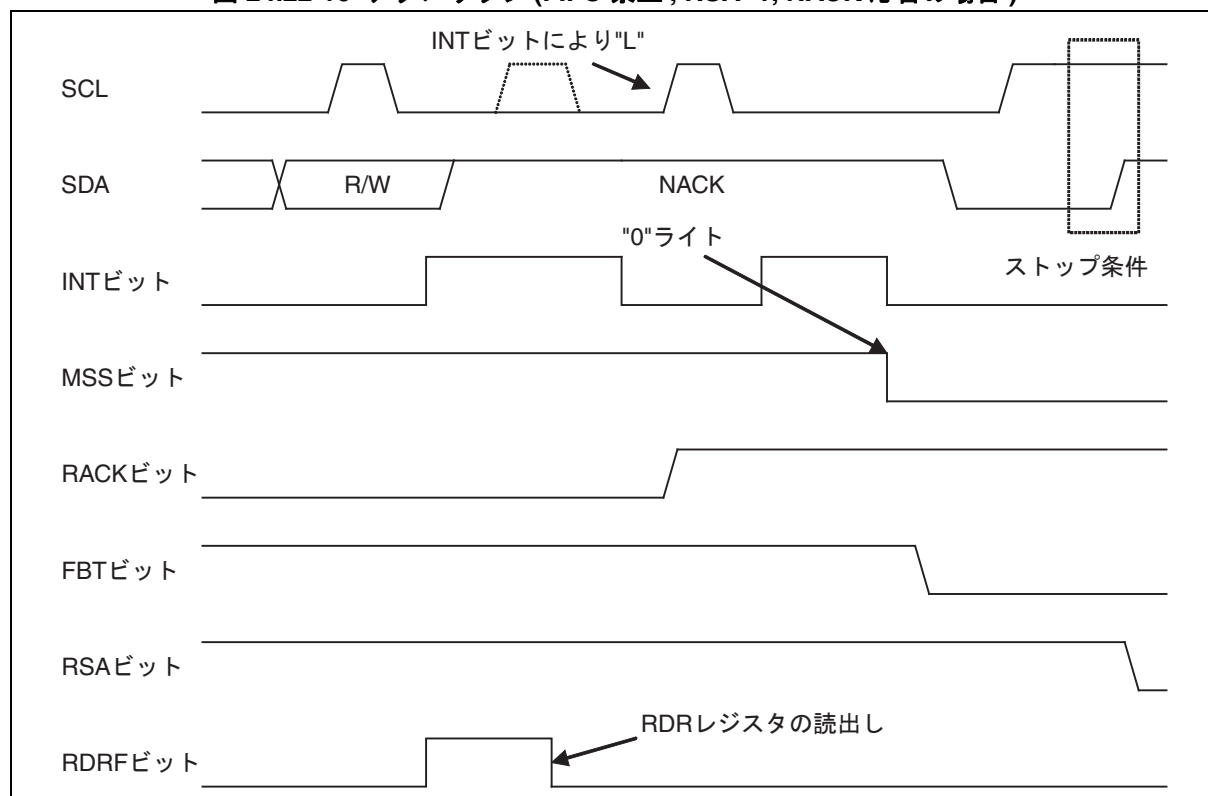 INTビットにより"L"
SCL
SDA
R/W
NACK
"0"ライト
ストップ条件
INTビット
MSSビット
RACKビット
FBTビット
RSAビット
RDRレジスタの読出し
RDRFビット